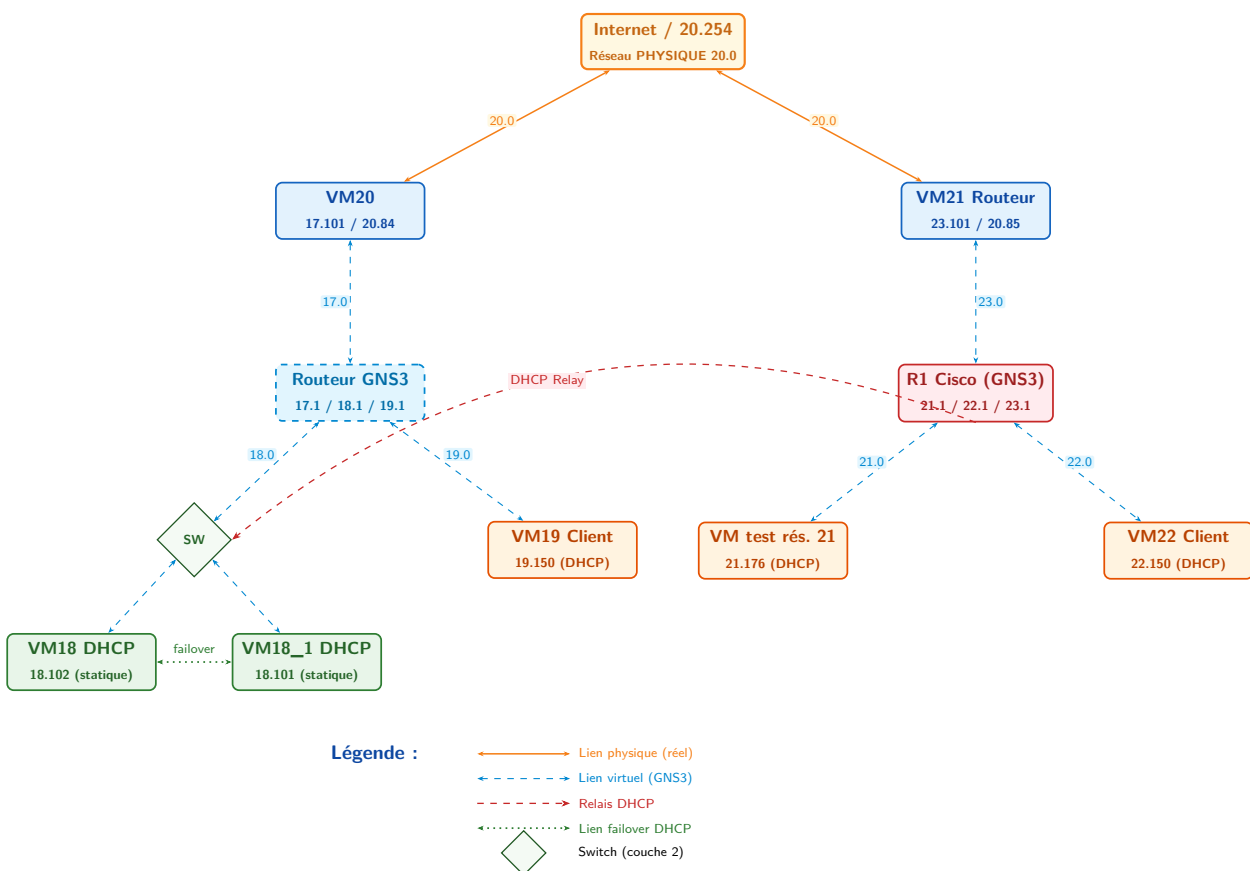 Internet / 20.254
Réseau PHYSIQUE 20.0
20.0
20.0
VM20
17.101 / 20.84
VM21 Routeur
23.101 / 20.85
17.0
23.0
Routeur GNS3
17.1 / 18.1 / 19.1
DHCP Relay
R1 Cisco (GNS3)
21.1 / 22.1 / 23.1
18.0
19.0
21.0
22.0
SW
VM19 Client
19.150 (DHCP)
VM test rés. 21
21.176 (DHCP)
VM22 Client
22.150 (DHCP)
VM18 DHCP
18.102 (statique)
failover
VM18_1 DHCP
18.101 (statique)
Légende :
Lien physique (réel)
Lien virtuel (GNS3)
Relais DHCP
Lien failover DHCP
Switch (couche 2)